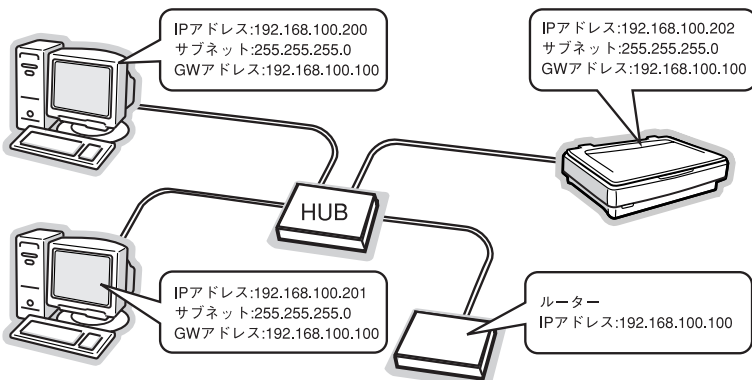 IPアドレス:192.168.100.200
サブネット:255.255.255.0
GWアドレス:192.168.100.100
IPアドレス:192.168.100.202
サブネット:255.255.255.0
GWアドレス:192.168.100.100
HUB
IPアドレス:192.168.100.201
サブネット:255.255.255.0
GWアドレス:192.168.100.100
ルーター
IPアドレス:192.168.100.100